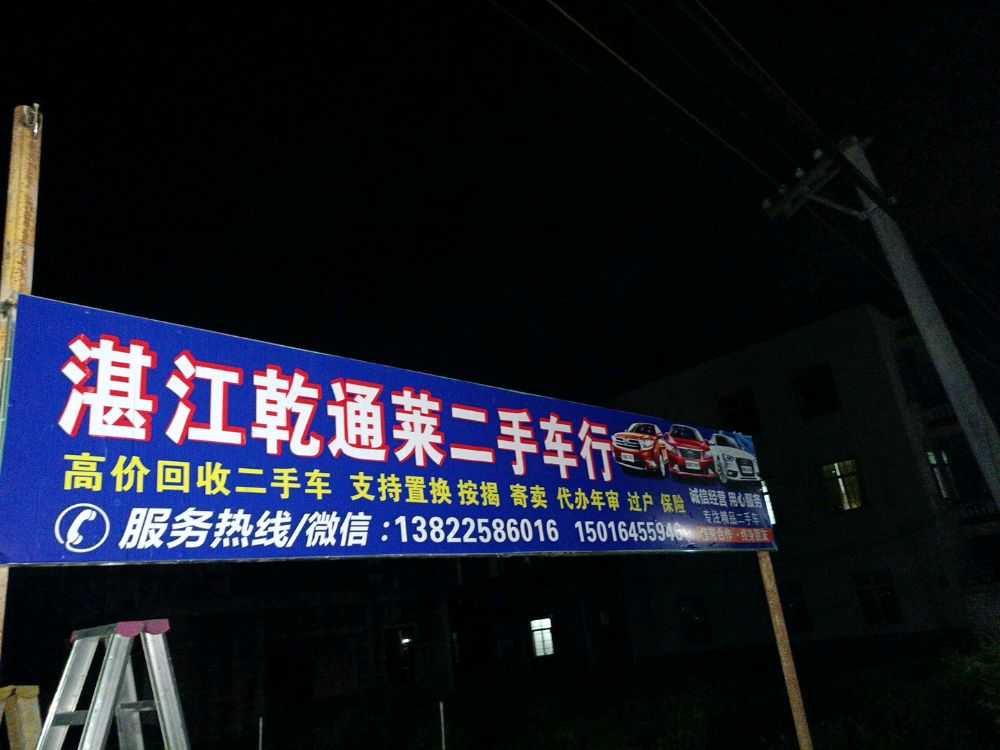 湛江乾通莱二手车行
高价回收二手车 支持置换 按揭 寄卖 代办年审 过户 保险
服务热线/微信:13822586016 15016455946
诚信经营 用心服务
专注精品二手车